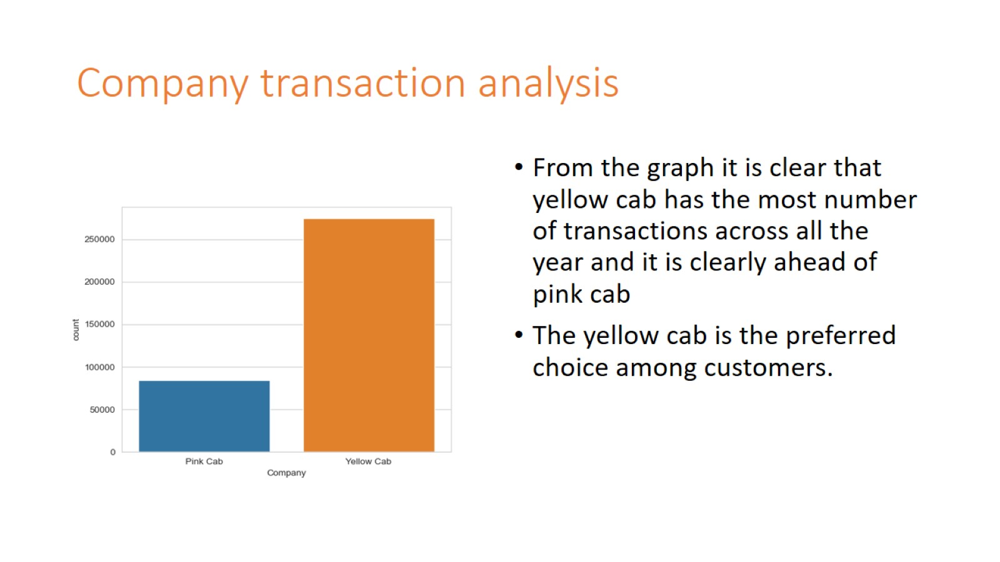 Company transaction analysis
250000
200000
150000
100000
50000
0
count
Pink Cab
Yellow Cab
Company
• From the graph it is clear that
yellow cab has the most number
of transactions across all the
year and it is clearly ahead of
pink cab
• The yellow cab is the preferred
choice among customers.